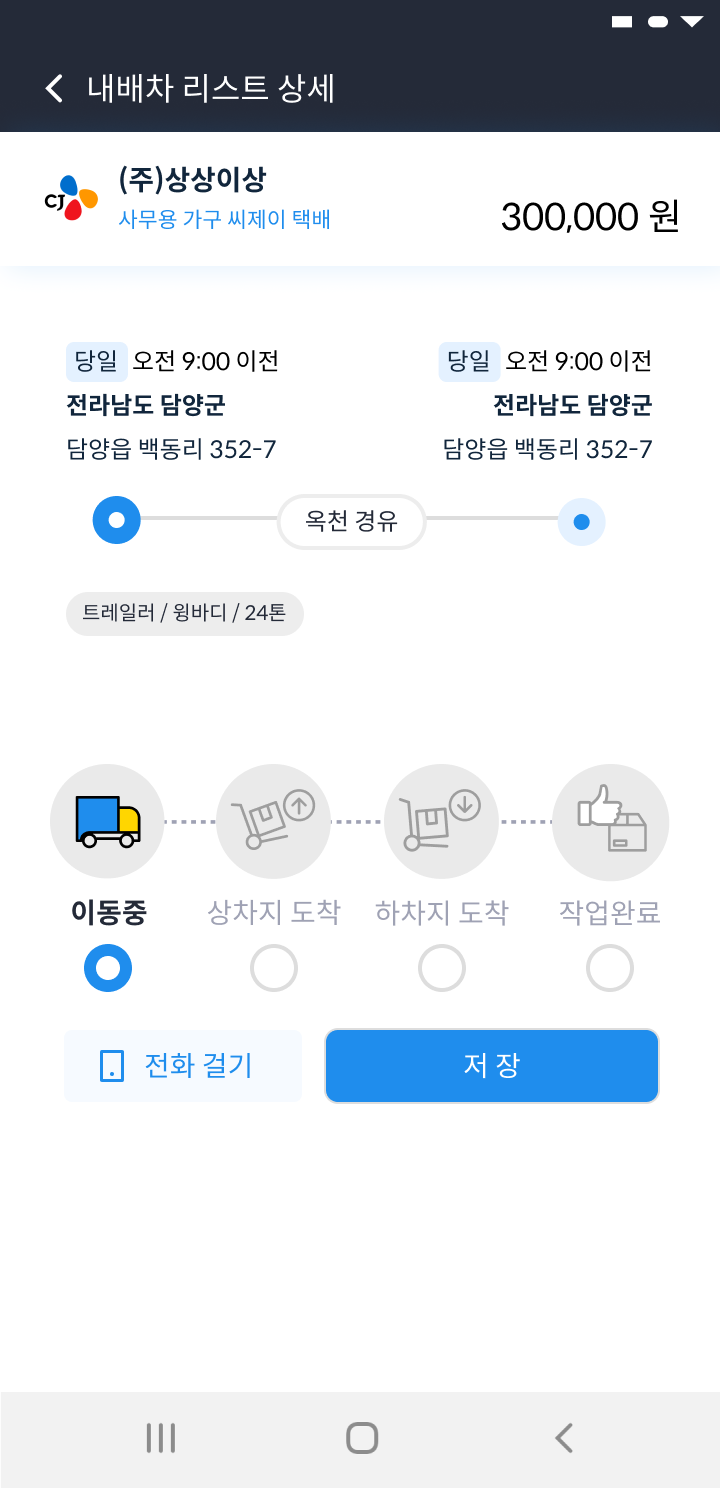 내배차 리스트 상세
CJ
(주)상상이상
사무용 가구 씨제이 택배
300,000 원
당일 오전 9:00 이전
전라남도 담양군
담양읍 백동리 352-7
당일 오전 9:00 이전
전라남도 담양군
담양읍 백동리 352-7
옥천 경유
트레일러 / 윙바디 / 24톤
이동중
상차지 도착
하차지 도착
작업완료
전화 걸기
저 장